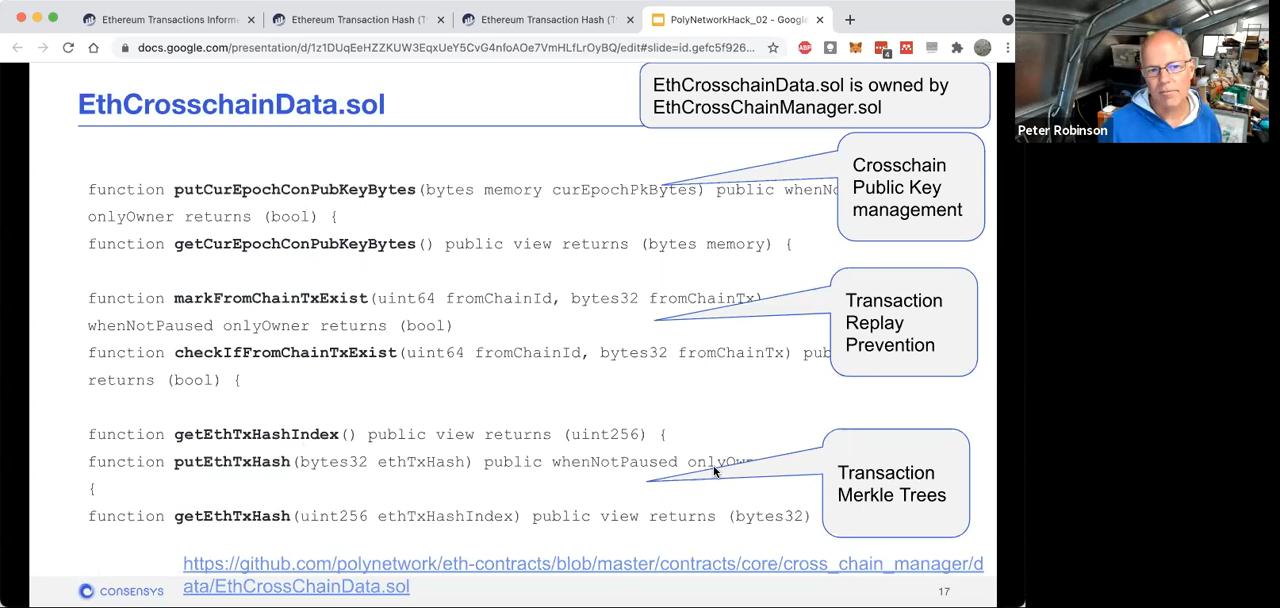 Ethereum Transactions Informa
Ethereum Transaction Hash (T
Ethereum Transaction Hash (T
PolyNetworkHack_02 - Google
docs.google.com/presentation/d/1z1DUqEeHZZKUW3EqxUeY5CvG4nfoAOe7VmHLfLrOyBQ/edit#slide=id.gefc5f926...
ABP
4
EthCrosschainData.sol
EthCrosschainData.sol is owned by
EthCrossChainManager.sol
Peter Robinson
Crosschain
Public Key
management
function putCurEpochConPubKeyBytes(bytes memory curEpochPkBytes) public whenNo
onlyOwner returns (bool) {
function getCurEpochConPubKeyBytes() public view returns (bytes memory) {
function markFromChainTxExist(uint64 fromChainId, bytes32 fromChainTx)
whenNotPaused onlyOwner returns (bool)
function checkIfFromChainTxExist(uint64 fromChainId, bytes32 fromChainTx) pub
returns (bool) {
Transaction
Replay
Prevention
function getEthTxHashIndex() public view returns (uint256) {
function putEthTxHash(bytes32 ethTxHash) public whenNotPaused onlyOw
{
function getEthTxHash(uint256 ethTxHashIndex) public view returns (bytes32)
Transaction
Merkle Trees
https://github.com/polynetwork/eth-contracts/blob/master/contracts/core/cross_chain_manager/d
ata/EthCrossChainData.sol
CONSENSYS
17